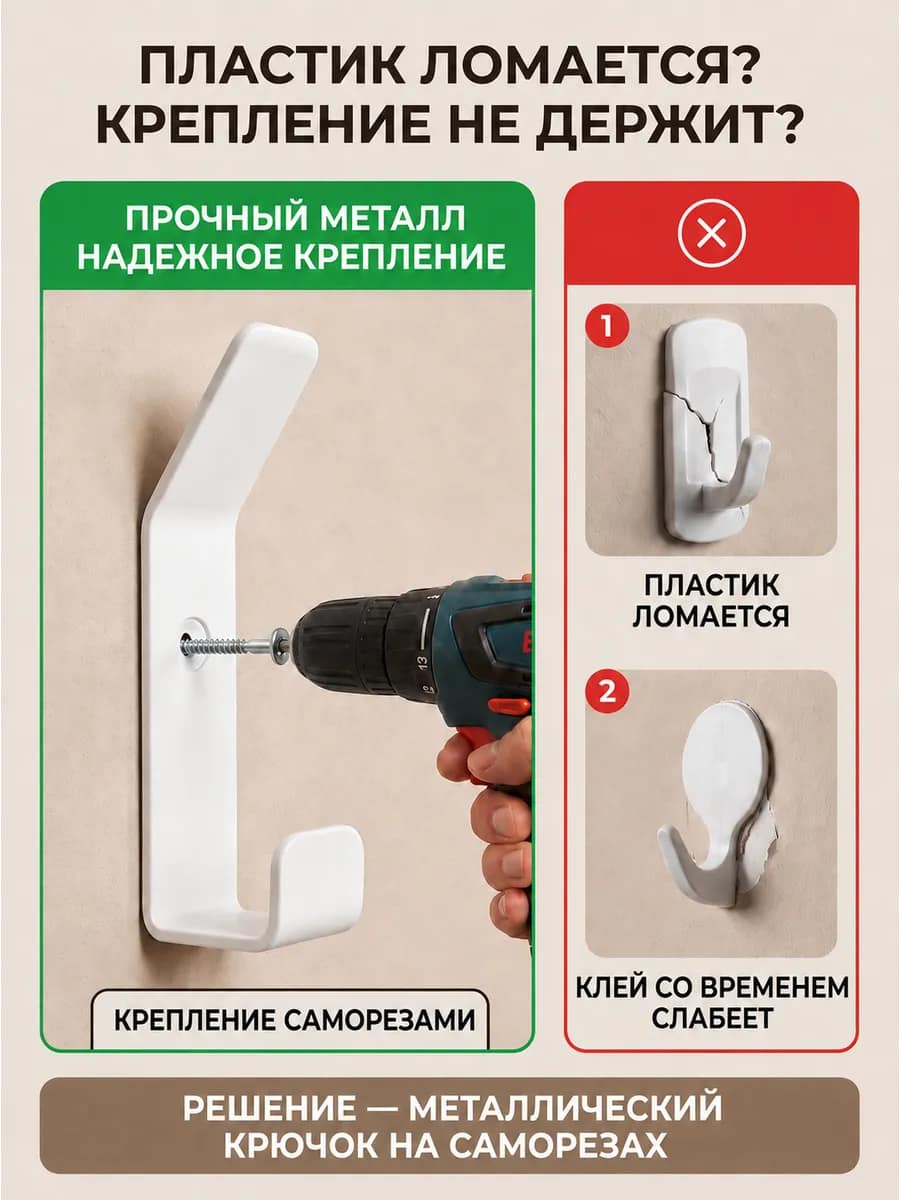 ПЛАСТИК ЛОМАЕТСЯ?
КРЕПЛЕНИЕ НЕ ДЕРЖИТ?
ПРОЧНЫЙ МЕТАЛЛ
НАДЕЖНОЕ КРЕПЛЕНИЕ
13
КРЕПЛЕНИЕ САМОРЕЗАМИ
1
ПЛАСТИК
ЛОМАЕТСЯ
2
КЛЕЙ СО ВРЕМЕНЕМ
СЛАБЕЕТ
РЕШЕНИЕ — МЕТАЛЛИЧЕСКИЙ
КРЮЧОК НА САМОРЕЗАХ